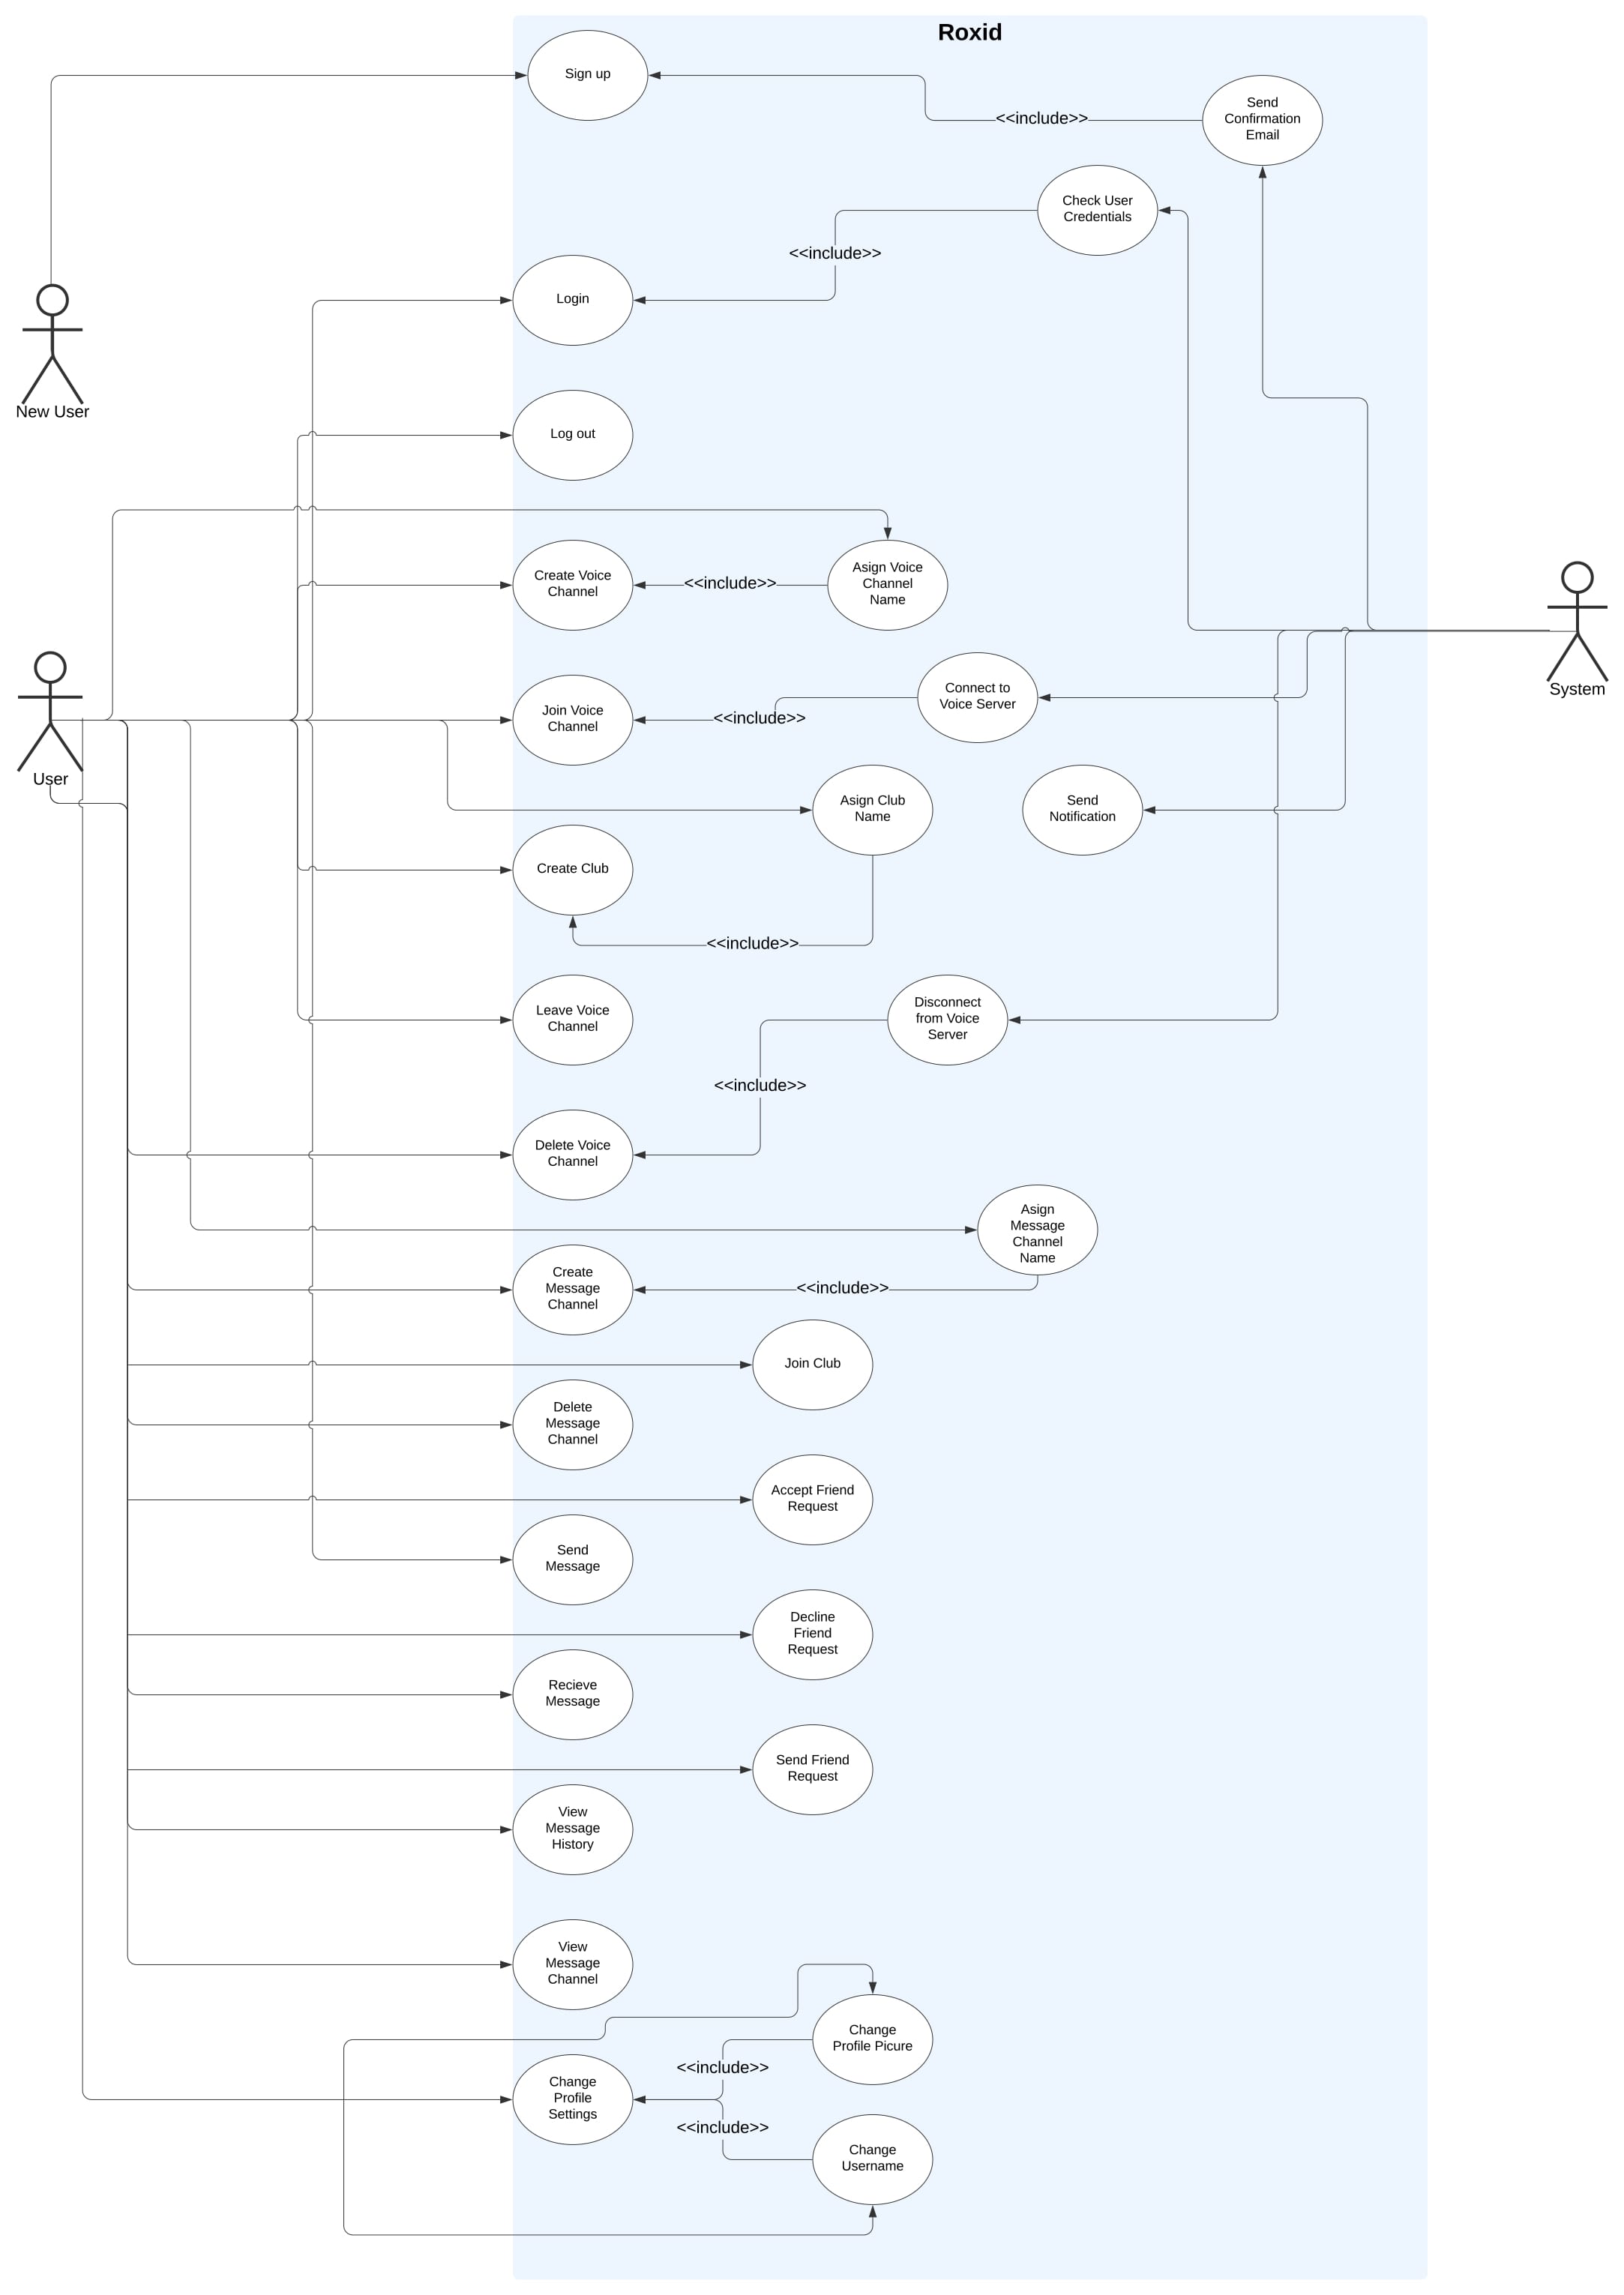 Roxid
Sign up
<<include>>
Send
Confirmation
Email
Check User
Credentials
<<include>>
Login
New User
Log out
Create Voice
Channel
<<include>>
Asign Voice
Channel
Name
System
User
Join Voice
Channel
<<include>>
Connect to
Voice Server
Asign Club
Name
Send
Notification
Create Club
<<include>>
Leave Voice
Channel
Disconnect
from Voice
Server
<<include>>
Delete Voice
Channel
Asign
Message
Channel
Name
Create
Message
Channel
<<include>>
Join Club
Delete
Message
Channel
Accept Friend
Request
Send
Message
Decline
Friend
Request
Recieve
Message
Send Friend
Request
View
Message
History
View
Message
Channel
Change
Profile Picure
<<include>>
Change
Profile
Settings
<<include>>
Change
Username